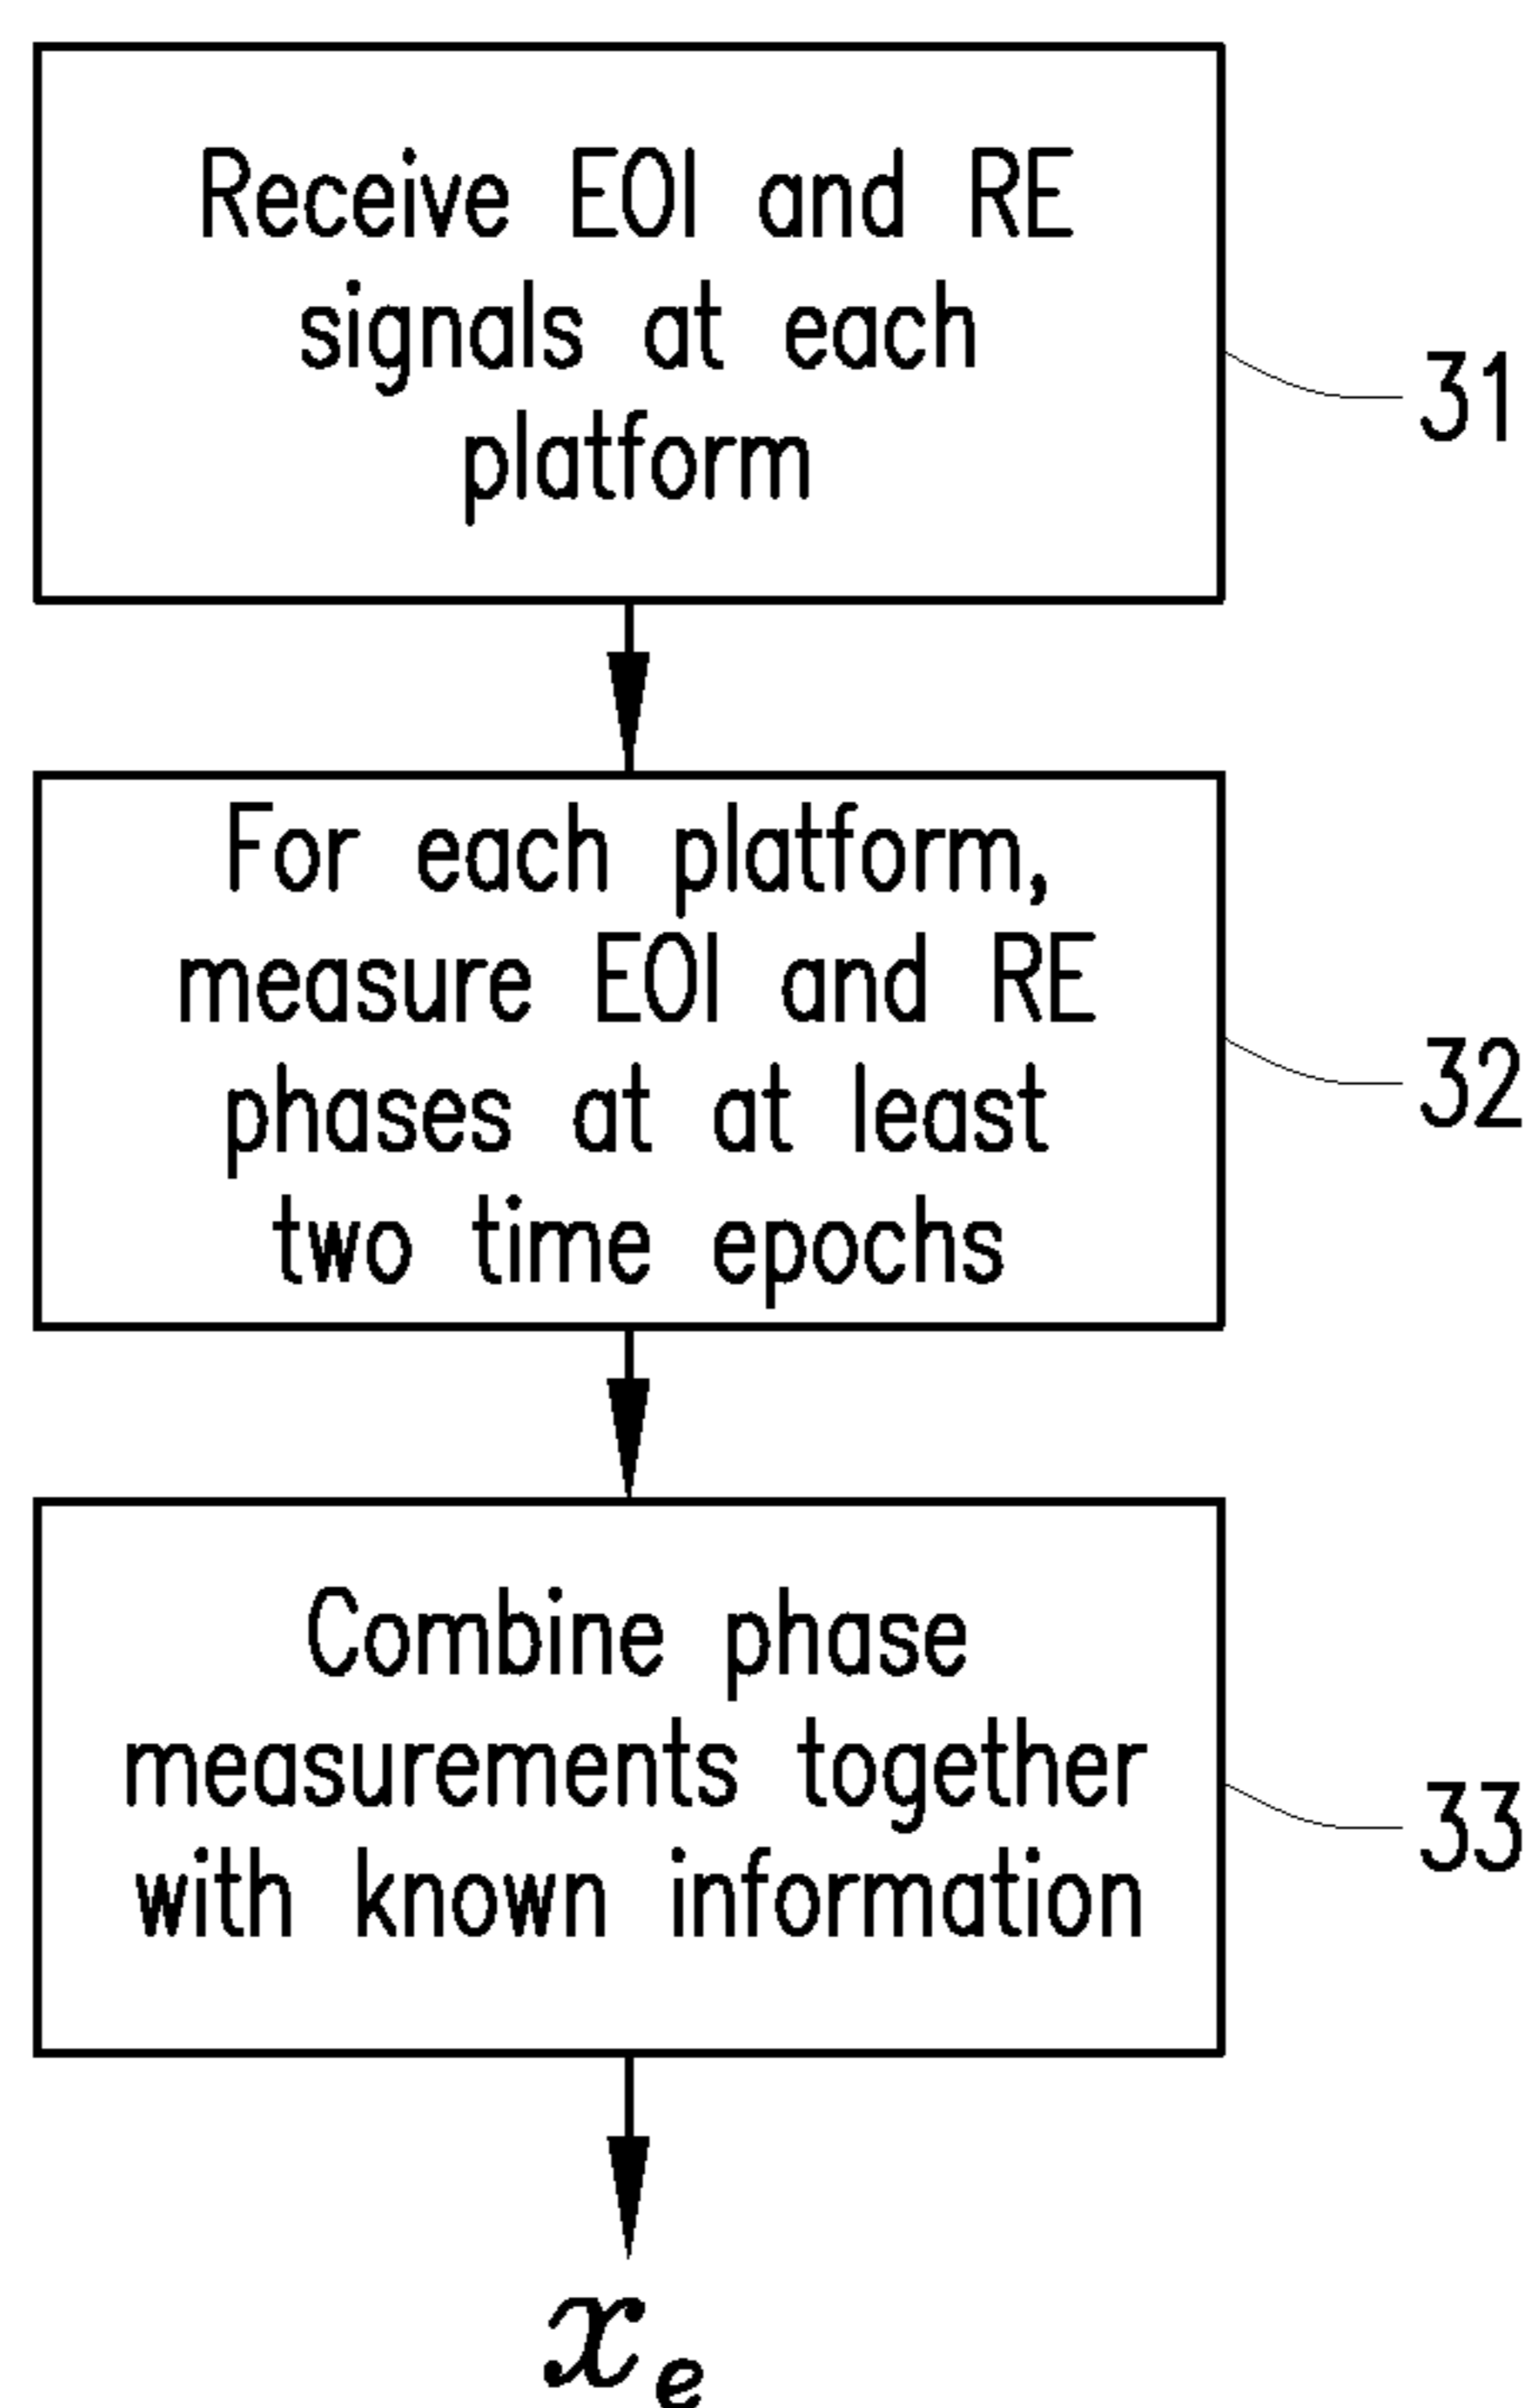 Receive EOI and RE
signals at each
platform
31
For each platform,
measure EOI and RE
phases at at least
two time epochs
32
Combine phase
measurements together
with known information
33
x_e